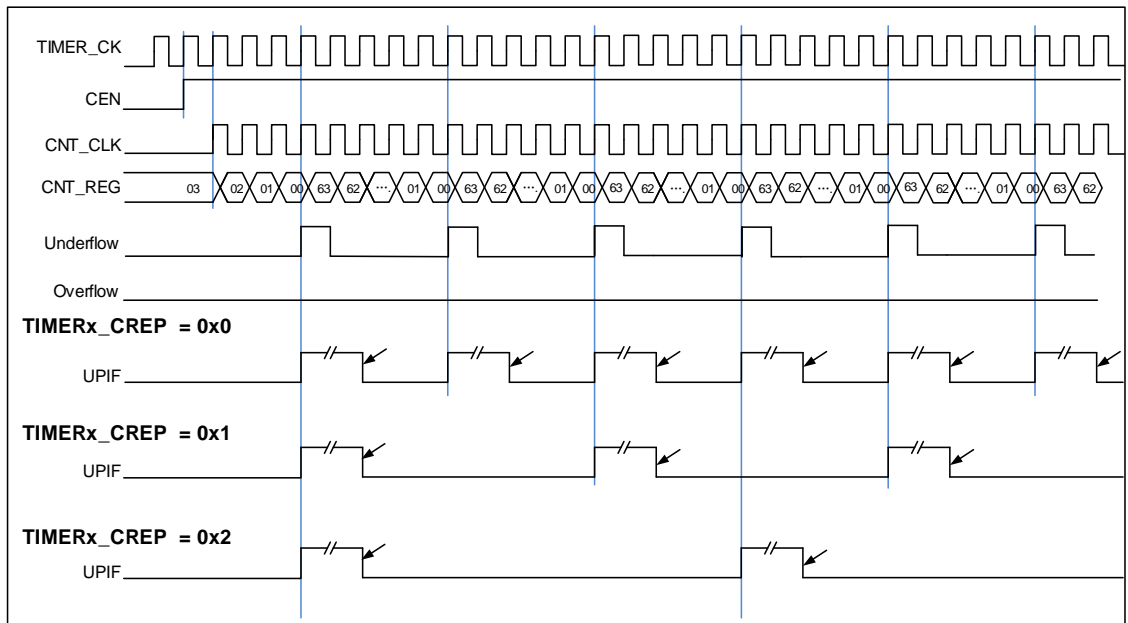 TIMER_CK
CEN
CNT_CLK
CNT_REG 03 02 01 00 63 62 .... 01 00 63 62 .... 01 00 63 62 .... 01 00 63 62 .... 01 00 63 62 .... 01 00 63 62
Underflow
Overflow
TIMERx_CREP = 0x0
UPIF
TIMERx_CREP = 0x1
UPIF
TIMERx_CREP = 0x2
UPIF